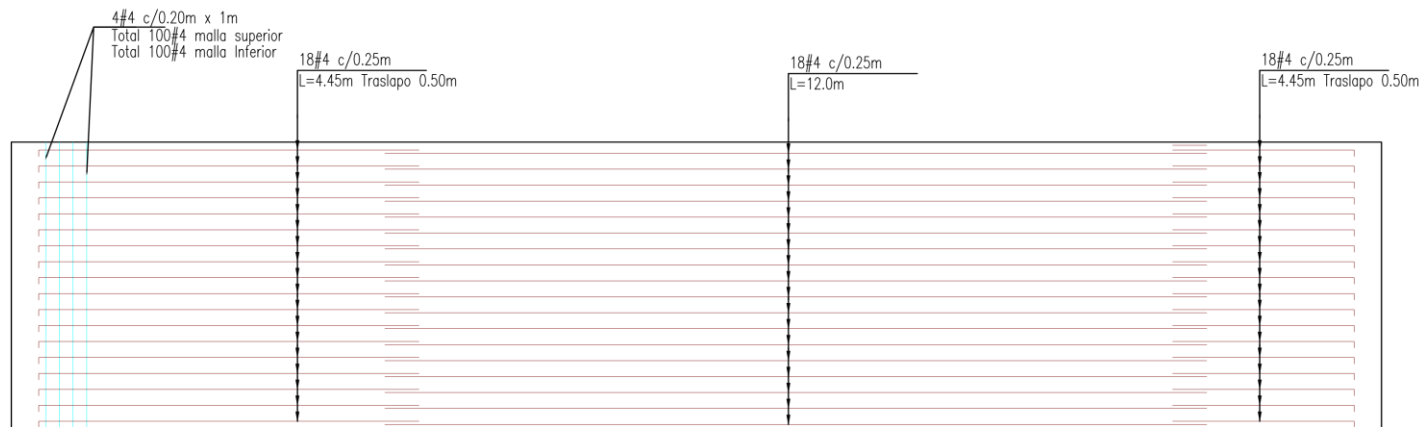 4#4 c/0.20m x 1m
Total 100#4 malla superior
Total 100#4 malla Inferior
18#4 c/0.25m
L=4.45m Traslapo 0.50m
18#4 c/0.25m
L=12.0m
18#4 c/0.25m
L=4.45m Traslapo 0.50m